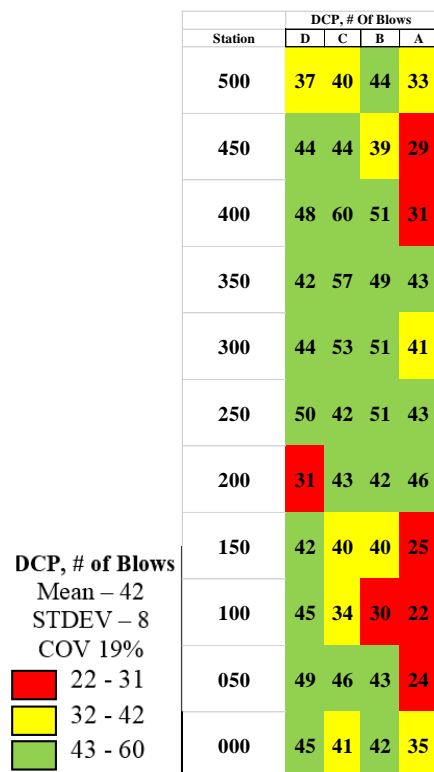 DCP, # Of Blows
Station D C B A
500 37 40 44 33
450 44 44 39 29
400 48 60 51 31
350 42 57 49 43
300 44 53 51 41
250 50 42 51 43
200 31 43 42 46
150 42 40 40 25
100 45 34 30 22
050 49 46 43 24
000 45 41 42 35
DCP, # of Blows
Mean – 42
STDEV – 8
COV 19%
22 - 31
32 - 42
43 - 60